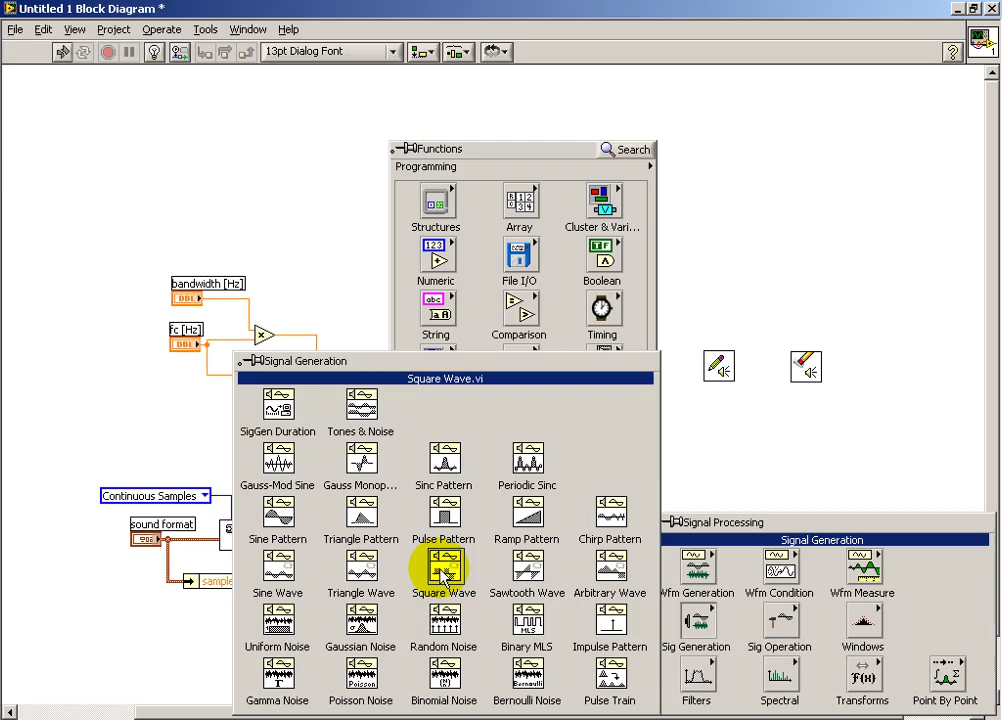 Untitled 1 Block Diagram *
File Edit View Project Operate Tools Window Help
13pt Dialog Font
1
Functions Search
Programming
Structures Array Cluster & Vari...
Numeric File I/O Boolean
String Comparison Timing
bandwidth [Hz]
DBL
fc [Hz]
DBL
Continuous Samples
sound format
sample
Signal Generation
Square Wave.vi
SigGen Duration Tones & Noise
Gauss-Mod Sine Gauss Monop... Sinc Pattern Periodic Sinc
Sine Pattern Triangle Pattern Pulse Pattern Ramp Pattern Chirp Pattern
Sine Wave Triangle Wave Square Wave Sawtooth Wave Arbitrary Wave
Uniform Noise Gaussian Noise Random Noise Binary MLS Impulse Pattern
Gamma Noise Poisson Noise Binomial Noise Bernoulli Noise Pulse Train
Signal Processing
Signal Generation
Wfm Generation Wfm Condition Wfm Measure
Sig Generation Sig Operation Windows
Filters Spectral Transforms Point By Point